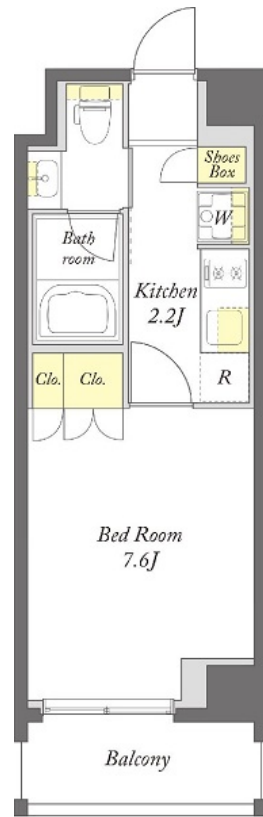 Shoes
Box
W
Bath
room
Kitchen
2.2J
Clo.
Clo.
R
Bed Room
7.6J
Balcony